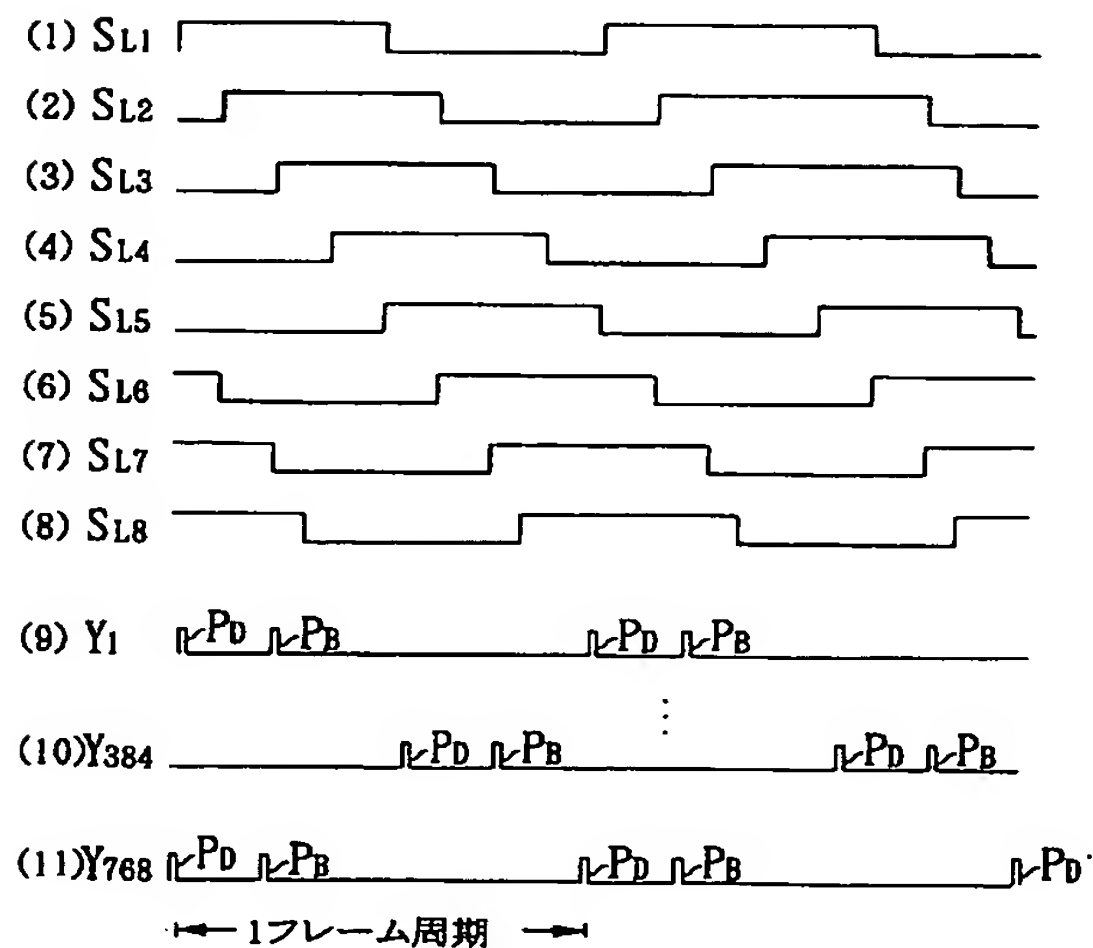 (1) SL1
(2) SL2
(3) SL3
(4) SL4
(5) SL5
(6) SL6
(7) SL7
(8) SL8
(9) Y1 PD PB PD PB
(10) Y384 PD PB PD PB
(11) Y768 PD PB PD PB PD
1フレーム周期